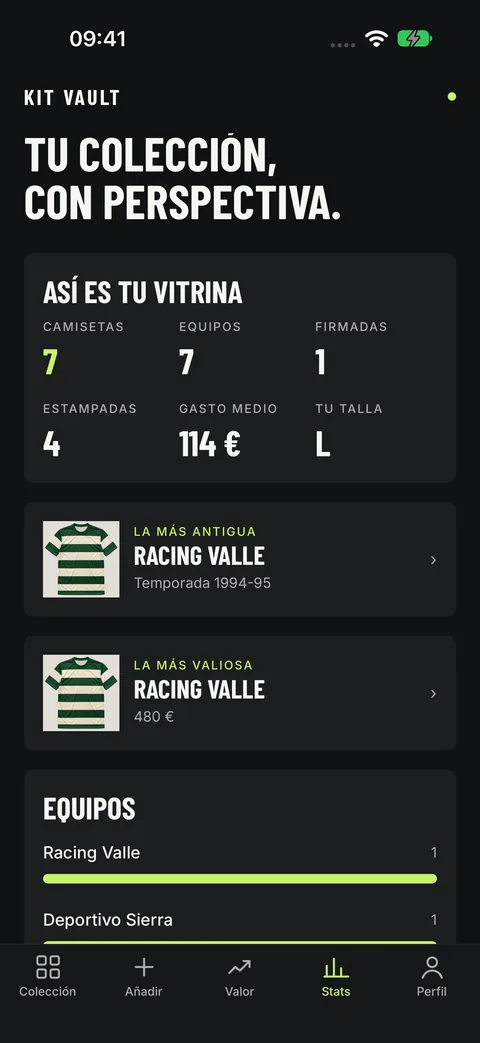 09:41
KIT VAULT
TU COLECCIÓN,
CON PERSPECTIVA.
ASÍ ES TU VITRINA
CAMISETAS EQUIPOS FIRMADAS
7 7 1
ESTAMPADAS GASTO MEDIO TU TALLA
4 114 € L
LA MÁS ANTIGUA
RACING VALLE
Temporada 1994-95
LA MÁS VALIOSA
RACING VALLE
480 €
EQUIPOS
Racing Valle 1
Deportivo Sierra 1
Colección Añadir Valor Stats Perfil